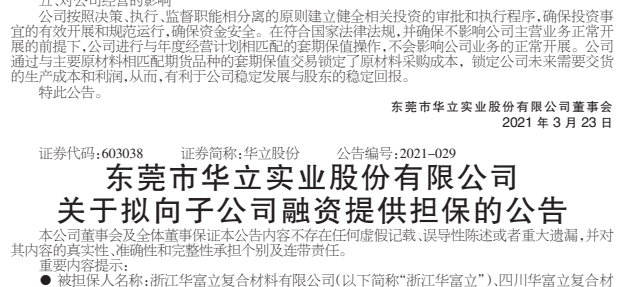 五、对公司经营的影响
公司按照决策、执行、监督职能相分离的原则建立健全相关投资的审批和执行程序,确保投资事
宜的有效开展和规范运行,确保资金安全。在符合国家法律法规,并确保不影响公司主营业务正常开
展的前提下,公司进行与年度经营计划相匹配的套期保值操作,不会影响公司业务的正常开展。公司
通过与主要原材料相匹配期货品种的套期保值交易锁定了原材料采购成本, 锁定公司未来需要交货
的生产成本和利润,从而,有利于公司稳定发展与股东的稳定回报。
特此公告。
东莞市华立实业股份有限公司董事会
2021 年 3 月 23 日
证券代码:603038 证券简称:华立股份 公告编号:2021-029
东莞市华立实业股份有限公司
关于拟向子公司融资提供担保的公告
本公司董事会及全体董事保证本公告内容不存在任何虚假记载、误导性陈述或者重大遗漏,并对
其内容的真实性、准确性和完整性承担个别及连带责任。
重要内容提示:
● 被担保人名称:浙江华富立复合材料有限公司(以下简称“浙江华富立”)、四川华富立复合材